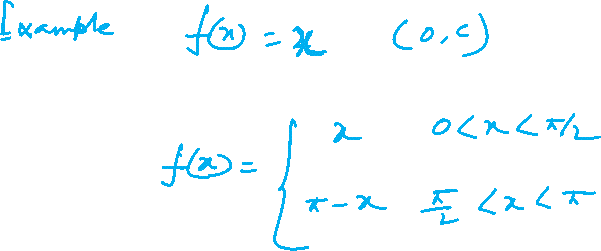 Example f(x) = x (0, c)
f(x) = { x 0 < x < π/2
π - x π/2 < x < π